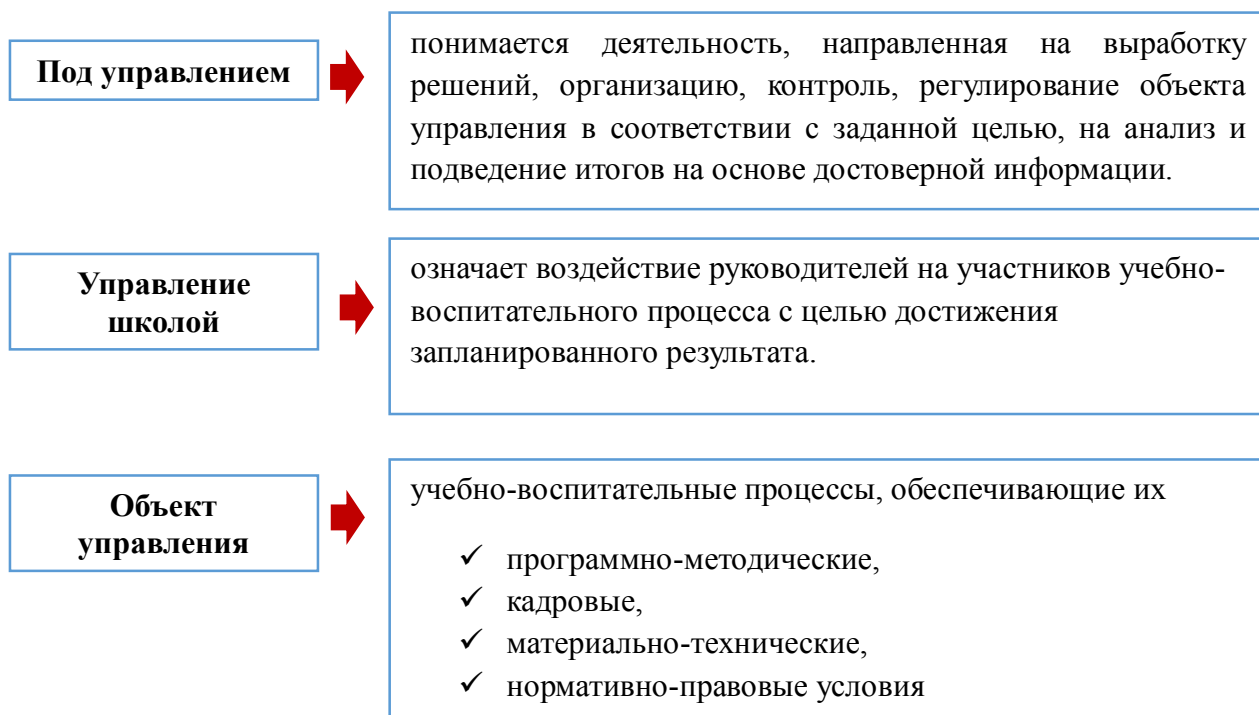 Под управлением
понимается деятельность, направленная на выработку
решений, организацию, контроль, регулирование объекта
управления в соответствии с заданной целью, на анализ и
подведение итогов на основе достоверной информации.
Управление
школой
означает воздействие руководителей на участников учебно-
воспитательного процесса с целью достижения
запланированного результата.
Объект
управления
учебно-воспитательные процессы, обеспечивающие их
✓ программно-методические,
✓ кадровые,
✓ материально-технические,
✓ нормативно-правовые условия